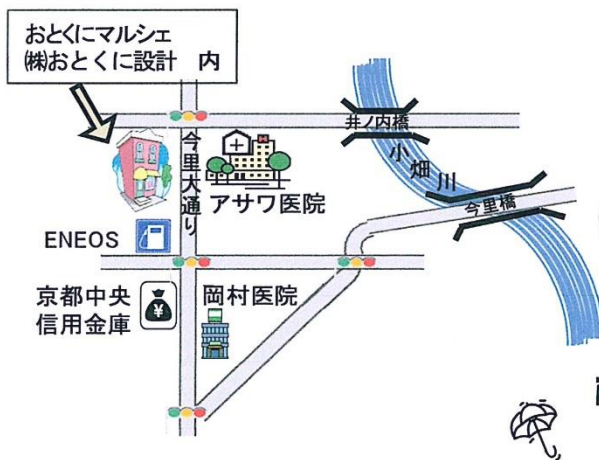 おとくにマルシェ
㈱おとくに設計 内
井ノ内橋
今里大通り
アサワ医院
小畑川
今里橋
ENEOS
京都中央
信用金庫
¥
岡村医院